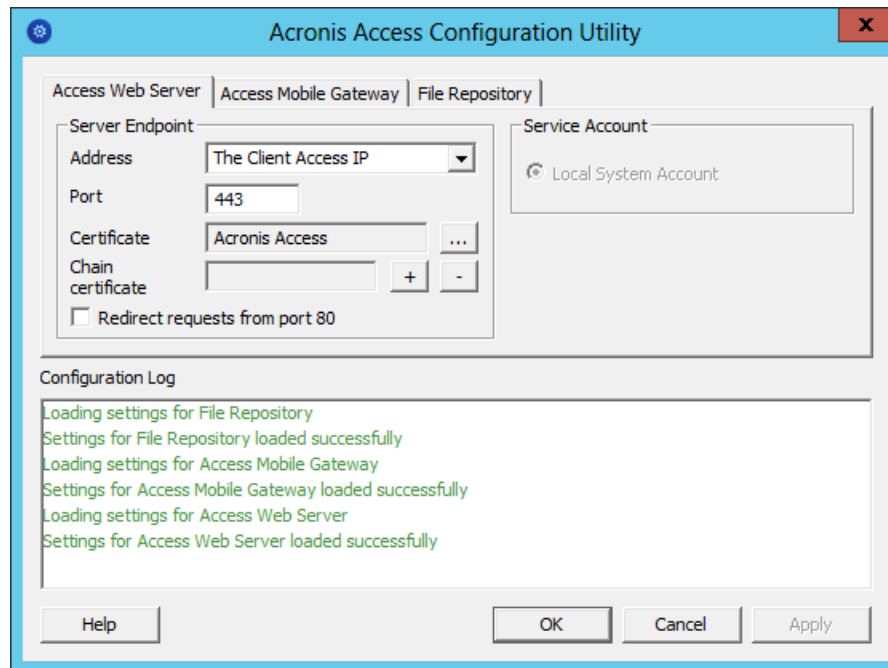 Acronis Access Configuration Utility
X
Access Web Server
Access Mobile Gateway
File Repository
Server Endpoint
Address
The Client Access IP
Port
443
Certificate
Acronis Access
...
Chain
certificate
+
-
Redirect requests from port 80
Service Account
Local System Account
Configuration Log
Loading settings for File Repository
Settings for File Repository loaded successfully
Loading settings for Access Mobile Gateway
Settings for Access Mobile Gateway loaded successfully
Loading settings for Access Web Server
Settings for Access Web Server loaded successfully
Help
OK
Cancel
Apply